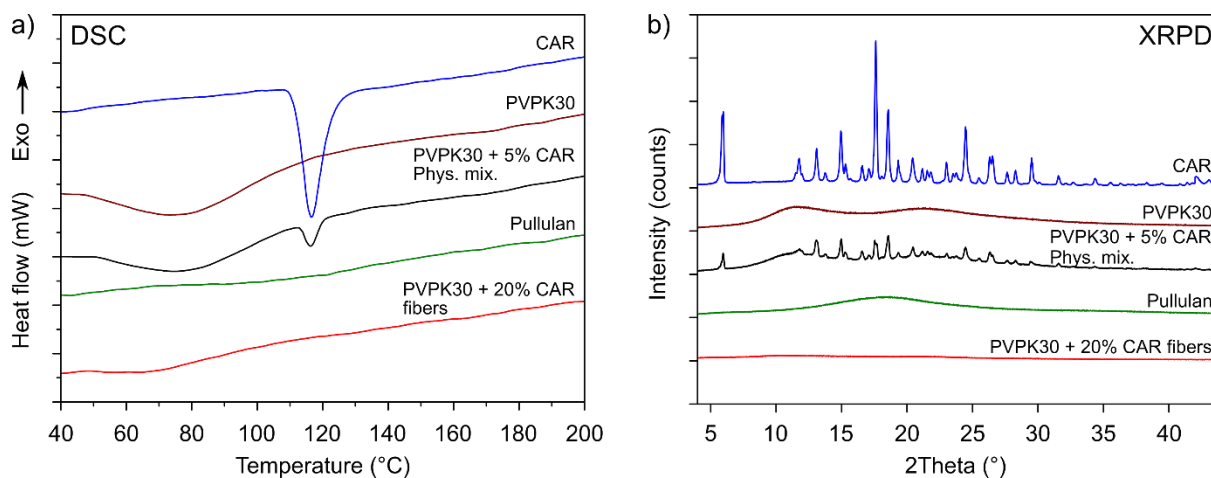 a)
DSC
CAR
PVPK30
PVPK30 + 5% CAR
Phys. mix.
Pullulan
PVPK30 + 20% CAR
fibers
Heat flow (mW) Exo
40 60 80 100 120 140 160 180 200
Temperature (°C)
b)
XRPD
CAR
PVPK30
PVPK30 + 5% CAR
Phys. mix.
Pullulan
PVPK30 + 20% CAR fibers
Intensity (counts)
5 10 15 20 25 30 35 40
2Theta (°)